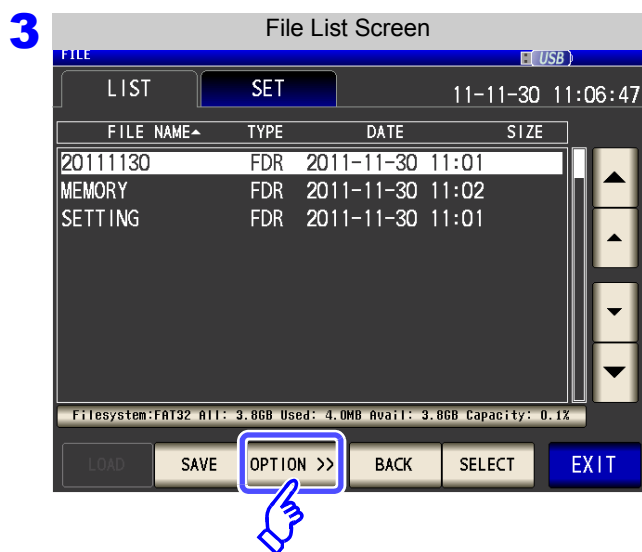 3
File List Screen
FILE USB
LIST SET 11-11-30 11:06:47
FILE NAME▲ TYPE DATE SIZE
20111130 FDR 2011-11-30 11:01
MEMORY FDR 2011-11-30 11:02
SETTING FDR 2011-11-30 11:01
Filesystem:FAT32 All: 3.8GB Used: 4.0MB Avail: 3.8GB Capacity: 0.1%
LOAD SAVE OPTION >> BACK SELECT EXIT